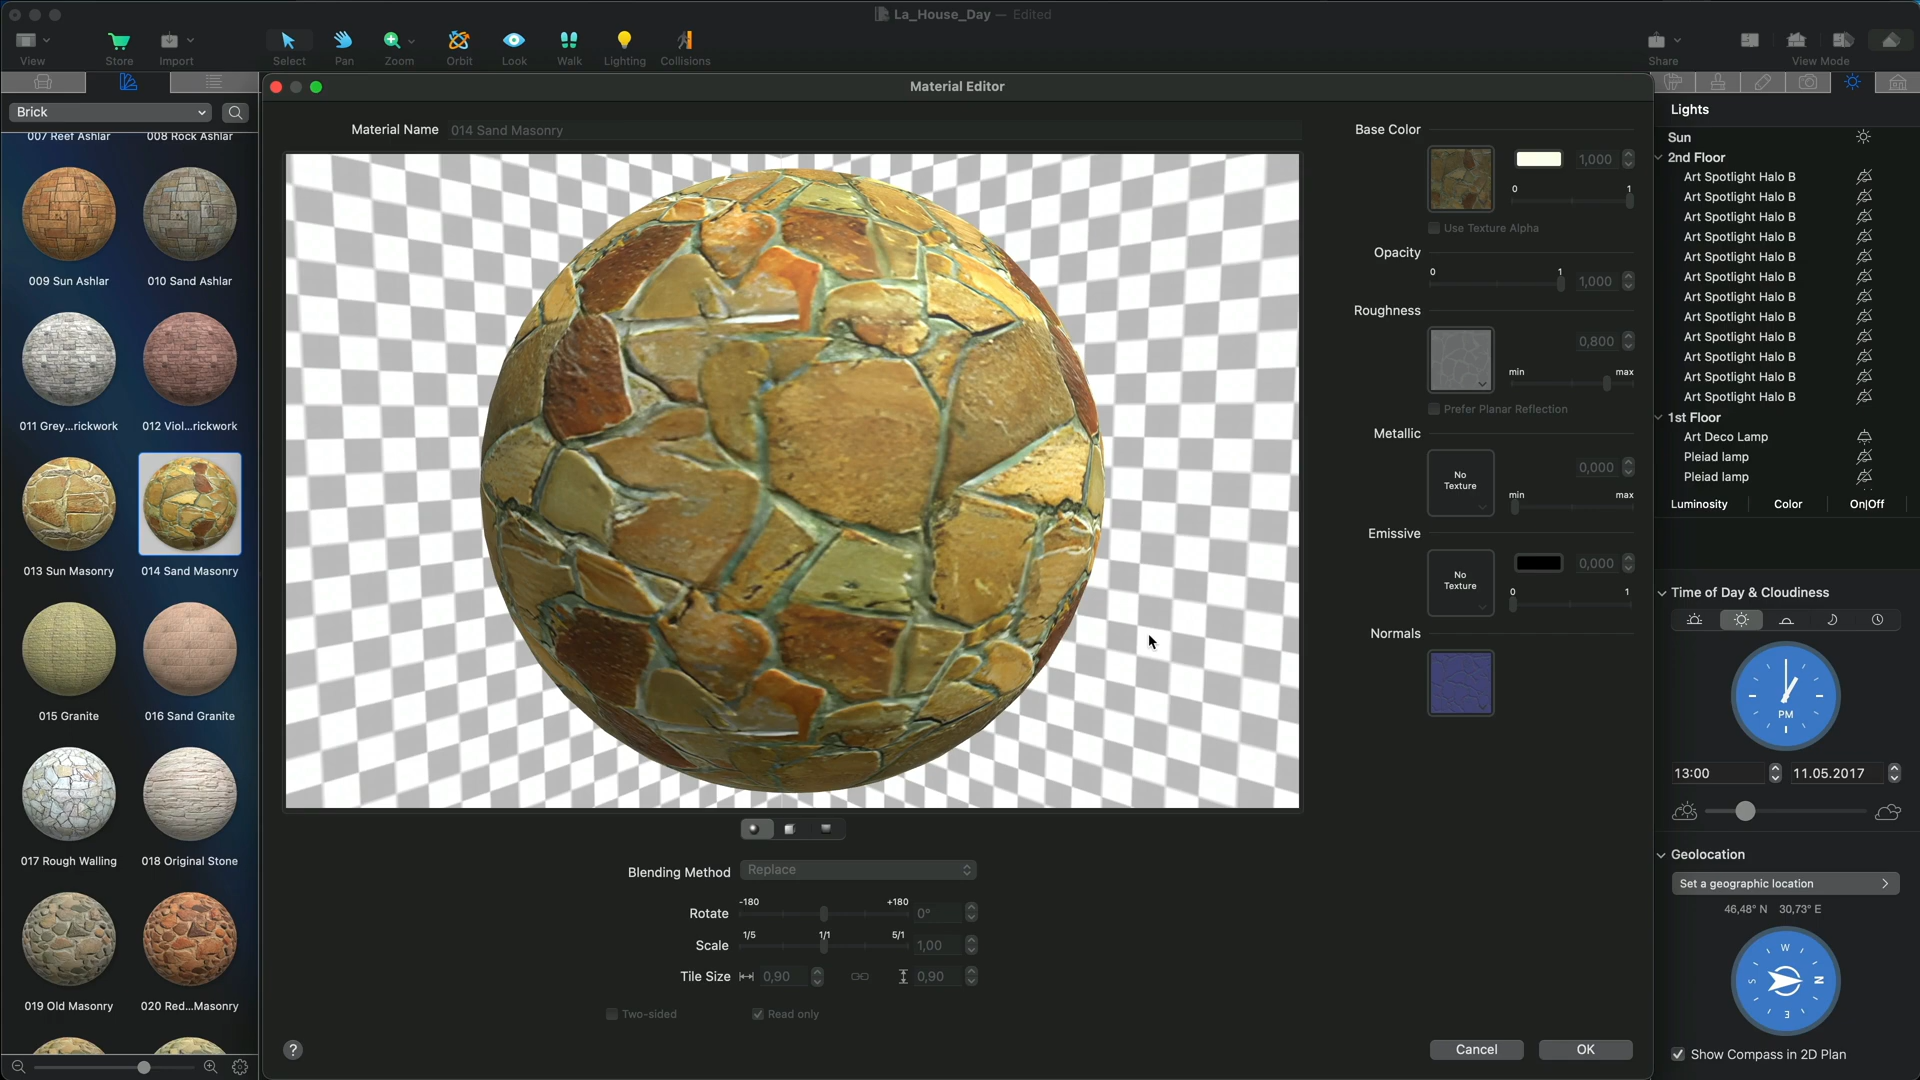 La_House_Day — Edited
View
Store
Import
Select
Pan
Zoom
Orbit
Look
Walk
Lighting
Collisions
Share
View Mode
Brick
007 Reef Ashlar
008 Rock Ashlar
009 Sun Ashlar
010 Sand Ashlar
011 Grey...rickwork
012 Viol...rickwork
013 Sun Masonry
014 Sand Masonry
015 Granite
016 Sand Granite
017 Rough Walling
018 Original Stone
019 Old Masonry
020 Red...Masonry
Material Editor
Material Name 014 Sand Masonry
Blending Method Replace
-180 +180
Rotate 0°
1/5 1/1 5/1
Scale 1,00
Tile Size 0,90 0,90
Two-sided Read only
?
Base Color
1,000
0 1
Use Texture Alpha
Opacity
0 1
1,000
Roughness
0,800
min max
Prefer Planar Reflection
Metallic
No Texture
0,000
min max
Emissive
No Texture
0,000
0 1
Normals
Cancel OK
Lights
Sun
2nd Floor
Art Spotlight Halo B
Art Spotlight Halo B
Art Spotlight Halo B
Art Spotlight Halo B
Art Spotlight Halo B
Art Spotlight Halo B
Art Spotlight Halo B
Art Spotlight Halo B
Art Spotlight Halo B
Art Spotlight Halo B
Art Spotlight Halo B
Art Spotlight Halo B
1st Floor
Art Deco Lamp
Pleiad lamp
Pleiad lamp
Luminosity Color On|Off
Time of Day & Cloudiness
PM
13:00 11.05.2017
Geolocation
Set a geographic location
46,48° N 30,73° E
W
S N
E
Show Compass in 2D Plan